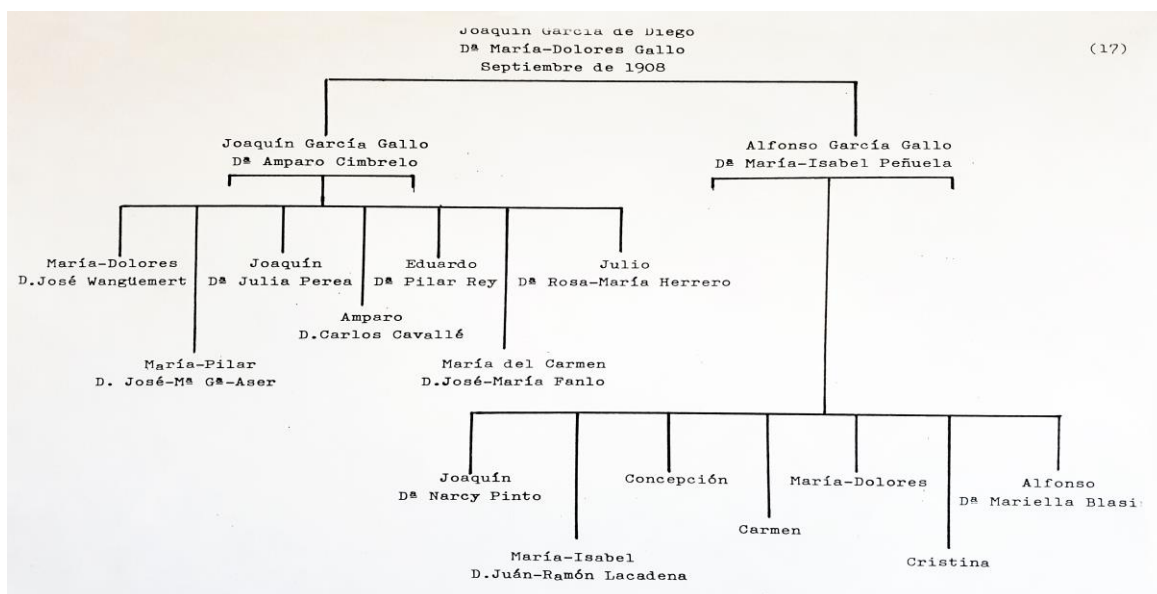 Joaquín García de Diego
Dª María-Dolores Gallo
(17)
Septiembre de 1908
Joaquín García Gallo
Dª Amparo Cimbrelo
Alfonso García Gallo
Dª María-Isabel Peñuela
María-Dolores
D.José Wangüemert
Joaquín
Dª Julia Perea
Eduardo
Dª Pilar Rey
Julio
Dª Rosa-María Herrero
Amparo
D.Carlos Cavallé
María-Pilar
D. José-Mª Gª-Aser
María del Carmen
D.José-María Fanlo
Joaquín
Dª Narcy Pinto
Concepción
María-Dolores
Alfonso
Dª Mariella Blasi
Carmen
María-Isabel
D.Juán-Ramón Lacadena
Cristina